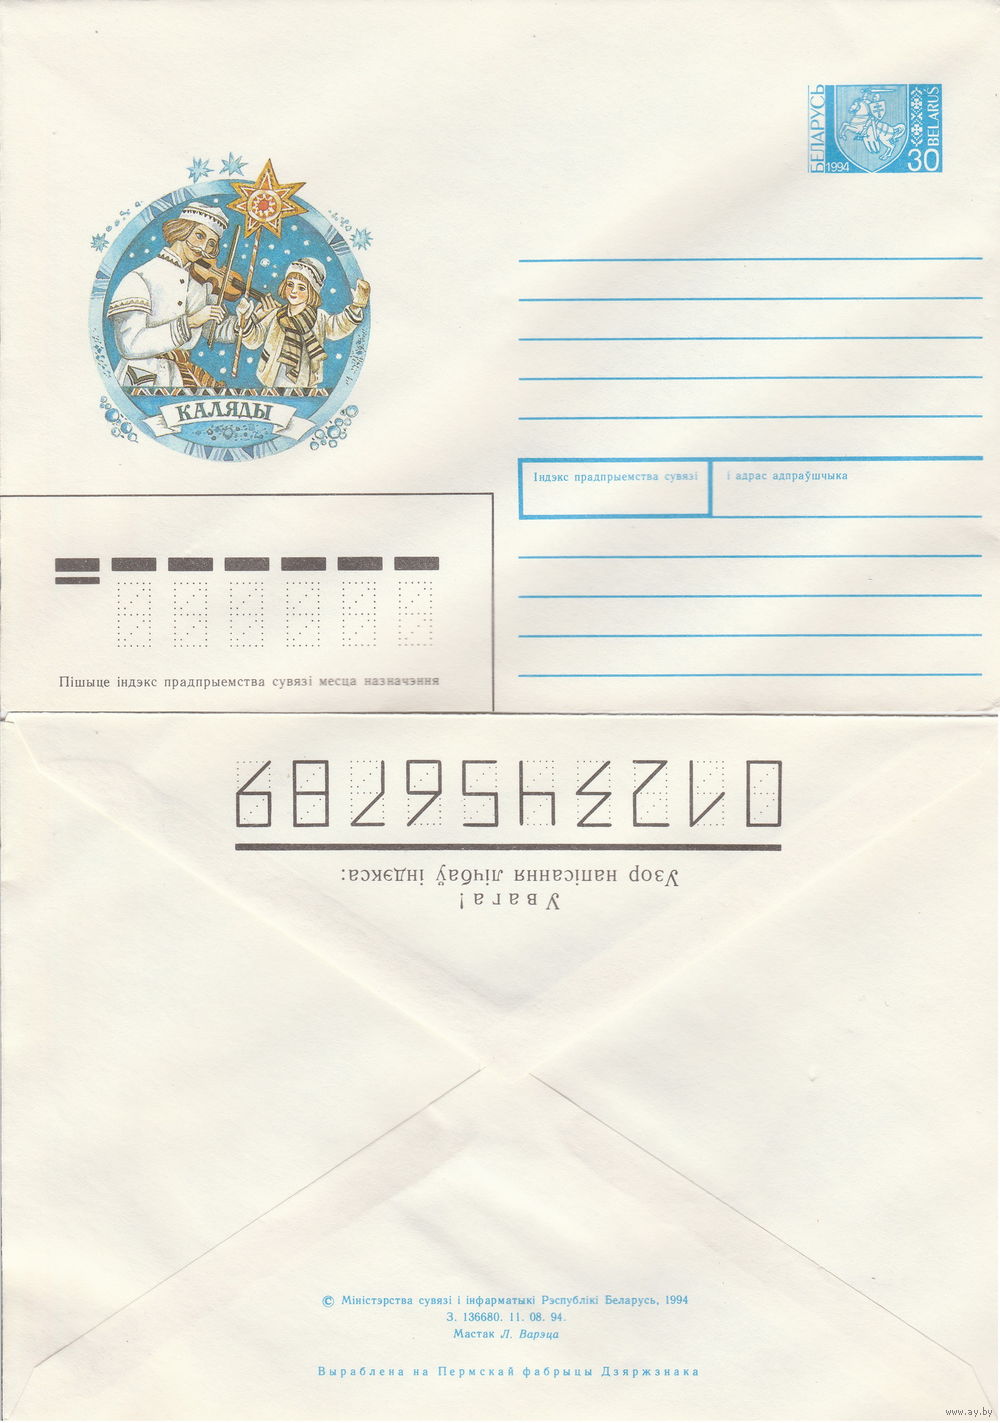 БЕЛАРУСЬ
1994
30
BELARUS
КАЛЯДЫ
Індэкс прадпрыемства сувязі
і адрас адпраўшчыка
Пішыце індэкс прадпрыемства сувязі месца назначэння
Увага!
Узор напісання лічбаў індэкса:
0123456789
© Міністэрства сувязі і інфарматыкі Рэспублікі Беларусь, 1994
З. 136680. 11. 08. 94.
Мастак Л. Варэца
Выраблена на Пермскай фабрыцы Дзяржзнака
www.ay.by